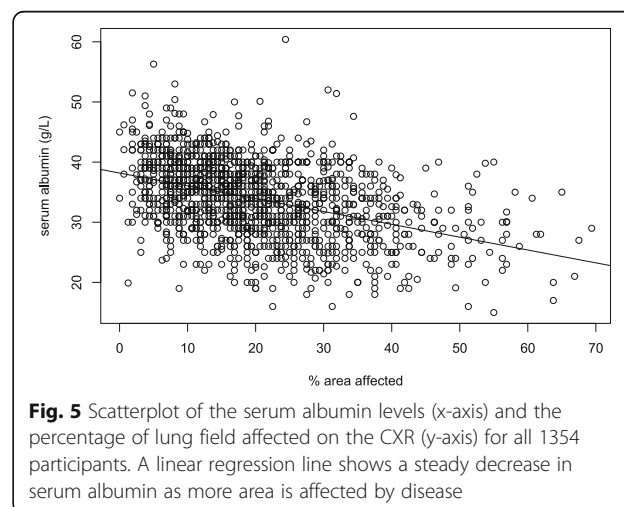 60
50
40
30
20
serum albumin (g/L)
0 10 20 30 40 50 60 70
% area affected
Fig. 5 Scatterplot of the serum albumin levels (x-axis) and the
percentage of lung field affected on the CXR (y-axis) for all 1354
participants. A linear regression line shows a steady decrease in
serum albumin as more area is affected by disease